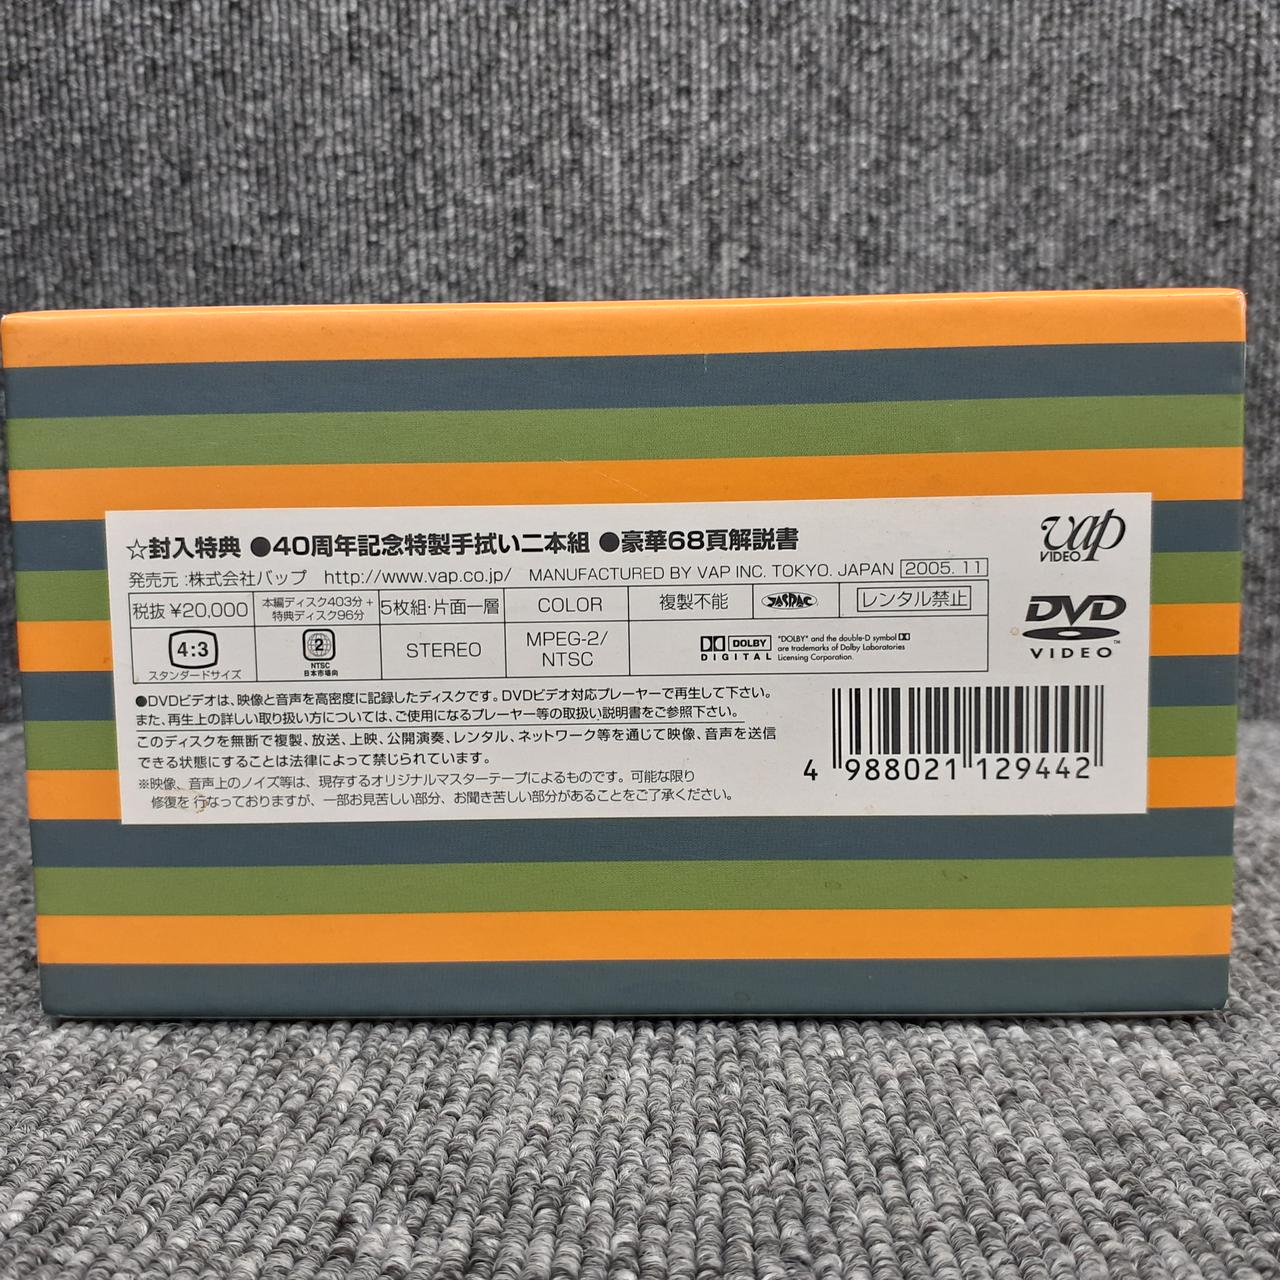 ☆封入特典 ●40周年記念特製手拭い二本組 ●豪華68頁解説書
vap
VIDEO
発売元:株式会社バップ http://www.vap.co.jp/ MANUFACTURED BY VAP INC. TOKYO. JAPAN 2005.11
税抜 ¥20,000
本編ディスク403分+
特典ディスク96分
5枚組・片面一層
COLOR
複製不能
JASRAC
レンタル禁止
4:3
スタンダードサイズ
2
NTSC
日本市場向
STEREO
MPEG-2/
NTSC
DOLBY
DIGITAL
"DOLBY" and the double-D symbol
are trademarks of Dolby Laboratories
Licensing Corporation.
DVD
VIDEO™
●DVDビデオは、映像と音声を高密度に記録したディスクです。DVDビデオ対応プレーヤーで再生して下さい。
また、再生上の詳しい取り扱い方については、ご使用になるプレーヤー等の取扱い説明書をご参照下さい。
このディスクを無断で複製、放送、上映、公開演奏、レンタル、ネットワーク等を通じて映像、音声を送信
できる状態にすることは法律によって禁じられています。
※映像、音声上のノイズ等は、現存するオリジナルマスターテープによるものです。可能な限り
修復を行なっておりますが、一部お見苦しい部分、お聞き苦しい部分があることをご了承ください。
4 988021 129442